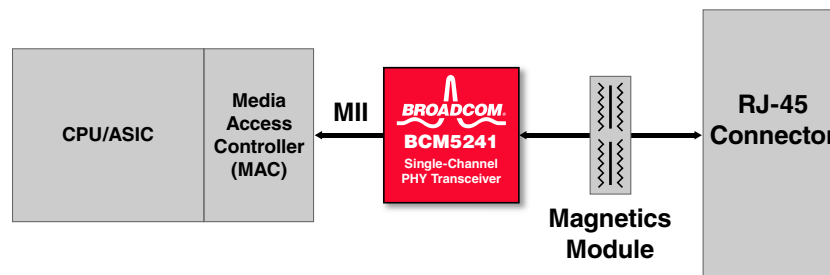 CPU/ASIC
Media
Access
Controller
(MAC)
MII
BROADCOM.
BCM5241
Single-Channel
PHY Transceiver
Magnetics
Module
RJ-45
Connector